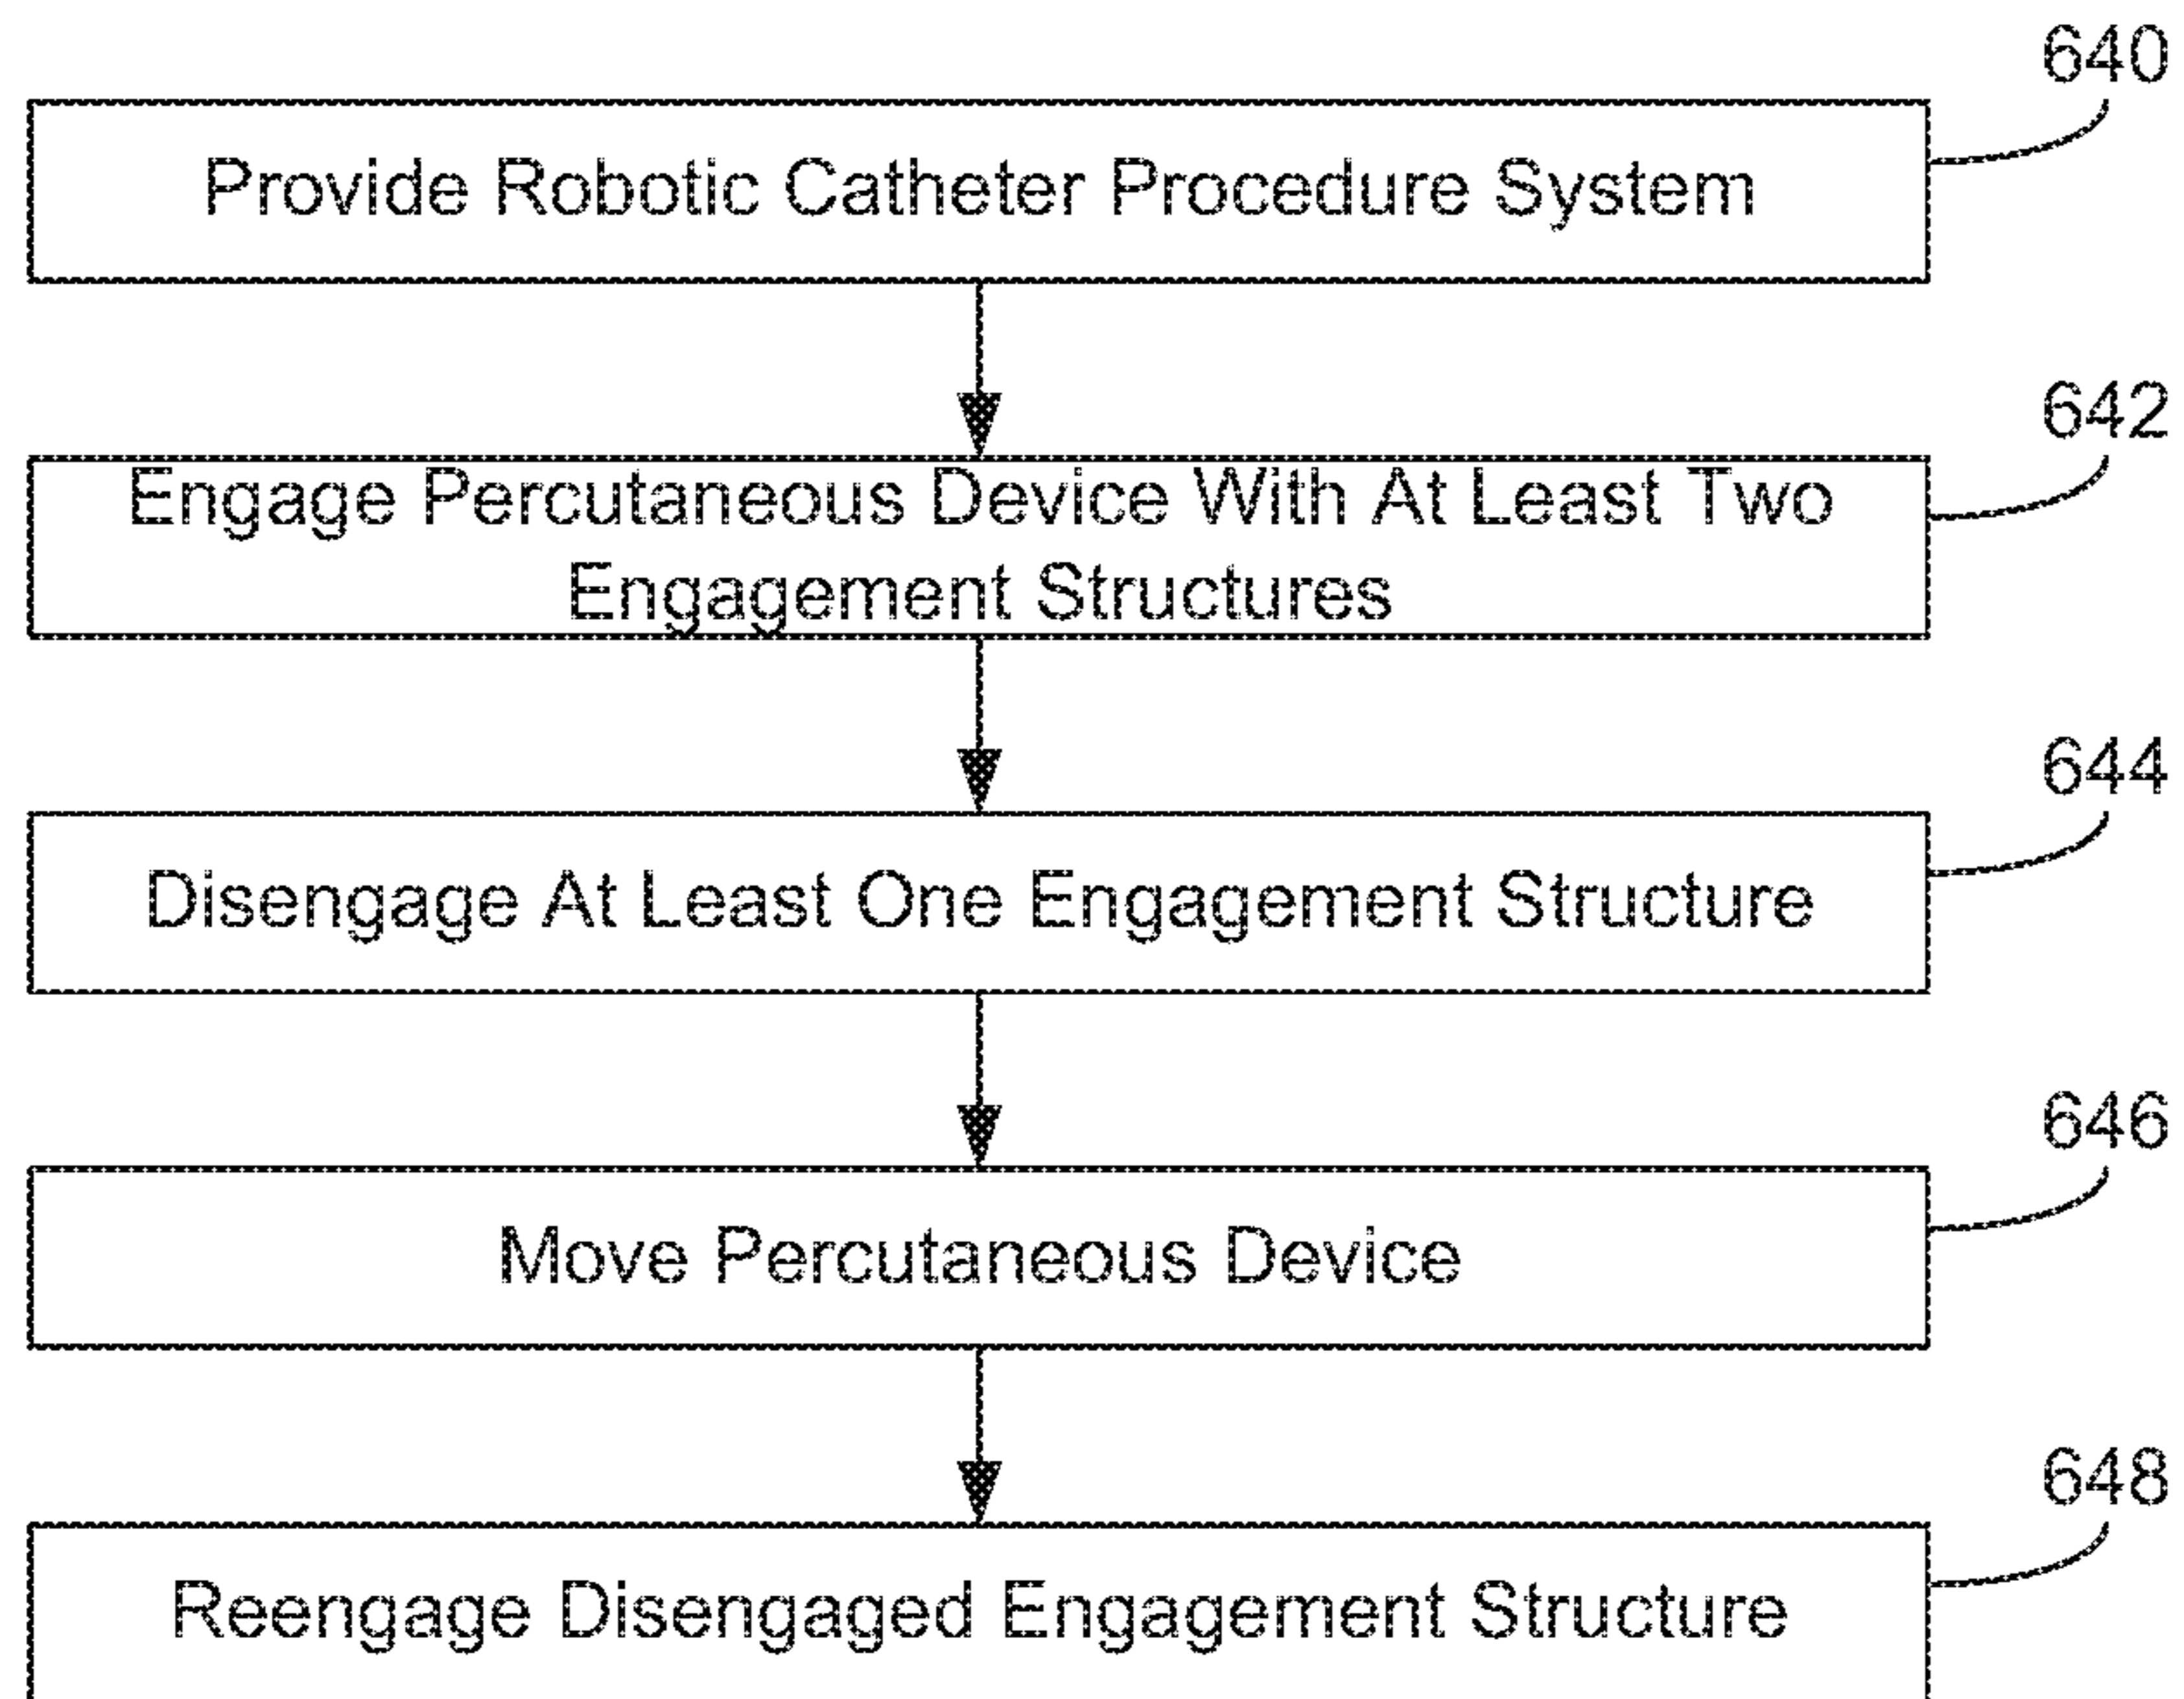 640
Provide Robotic Catheter Procedure System
642
Engage Percutaneous Device With At Least Two
Engagement Structures
644
Disengage At Least One Engagement Structure
646
Move Percutaneous Device
648
Reengage Disengaged Engagement Structure